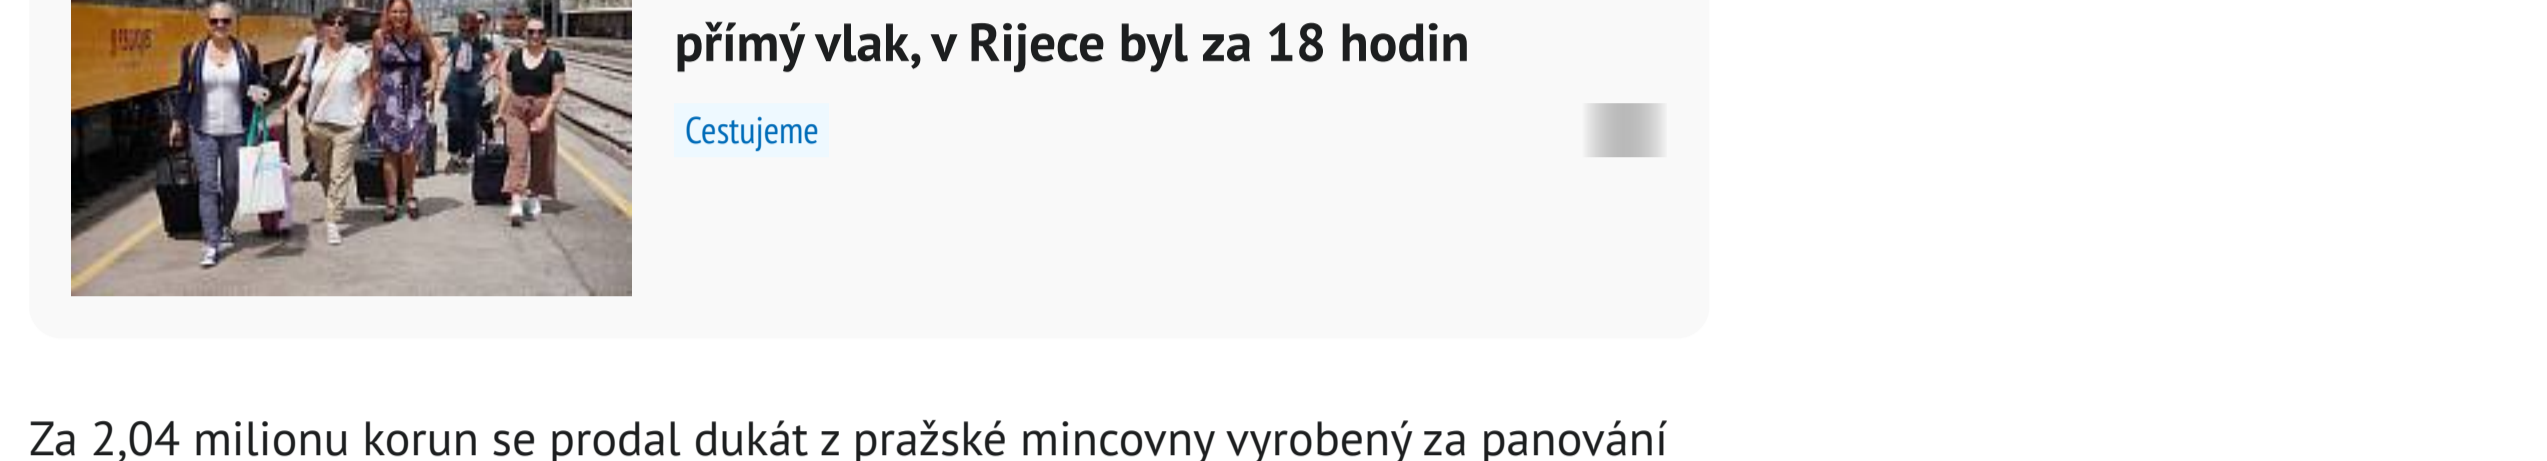 přímý vlak, v Rijece byl za 18 hodin
Cestujeme
Za 2,04 milionu korun se prodal dukát z pražské mincovny vyrobený za panování